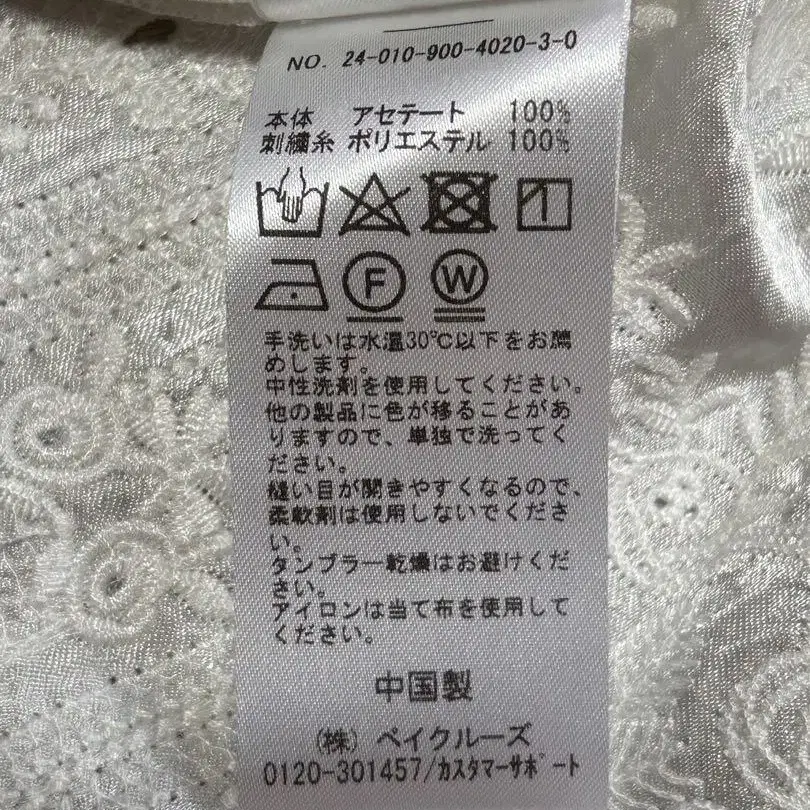 NO. 24-010-900-4020-3-0
本体 アセテート 100%
刺繍糸 ポリエステル 100%
F W
手洗いは水温30℃以下をお薦
めします。
中性洗剤を使用してください。
他の製品に色が移ることがあ
りますので、単独で洗ってく
ださい。
縫い目が開きやすくなるので、
柔軟剤は使用しないでくださ
い。
タンブラー乾燥はお避けくだ
さい。
アイロンは当て布を使用して
ください。
中国製
(株) ベイクルーズ
0120-301457/カスタマーサポート